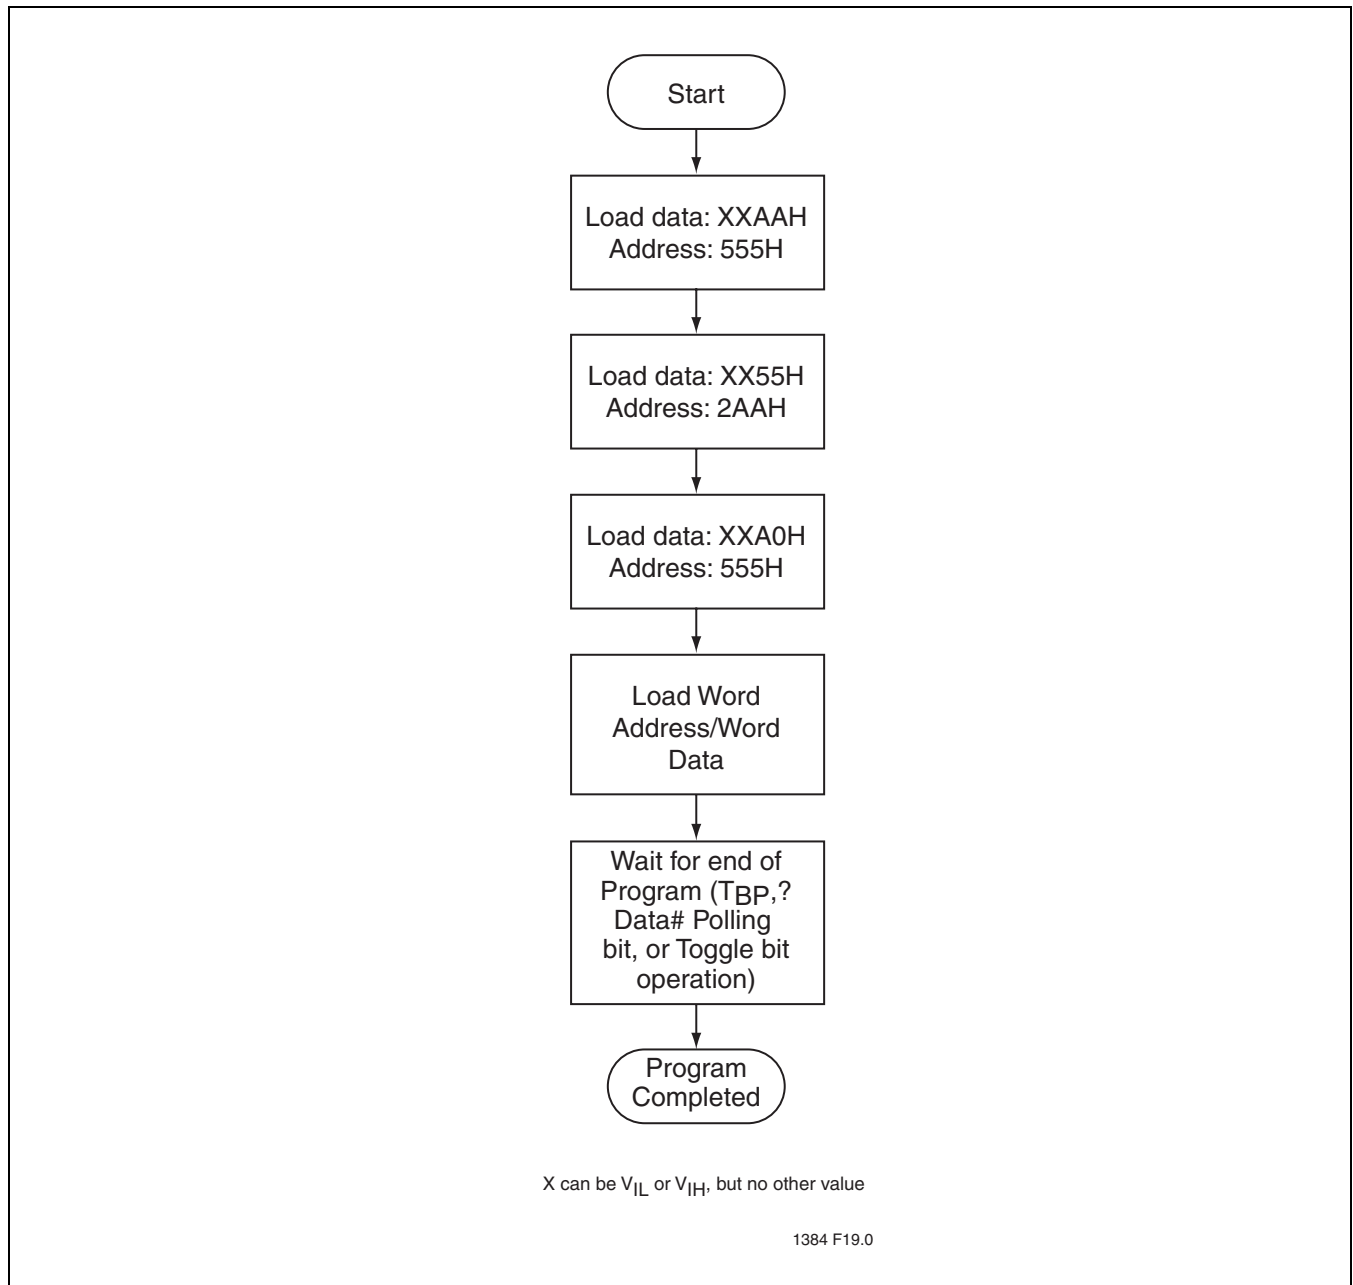 Start
Load data: XXAAH
Address: 555H
Load data: XX55H
Address: 2AAH
Load data: XXA0H
Address: 555H
Load Word
Address/Word
Data
Wait for end of
Program (TBP,?
Data# Polling
bit, or Toggle bit
operation)
Program
Completed
X can be VIL or VIH, but no other value
1384 F19.0